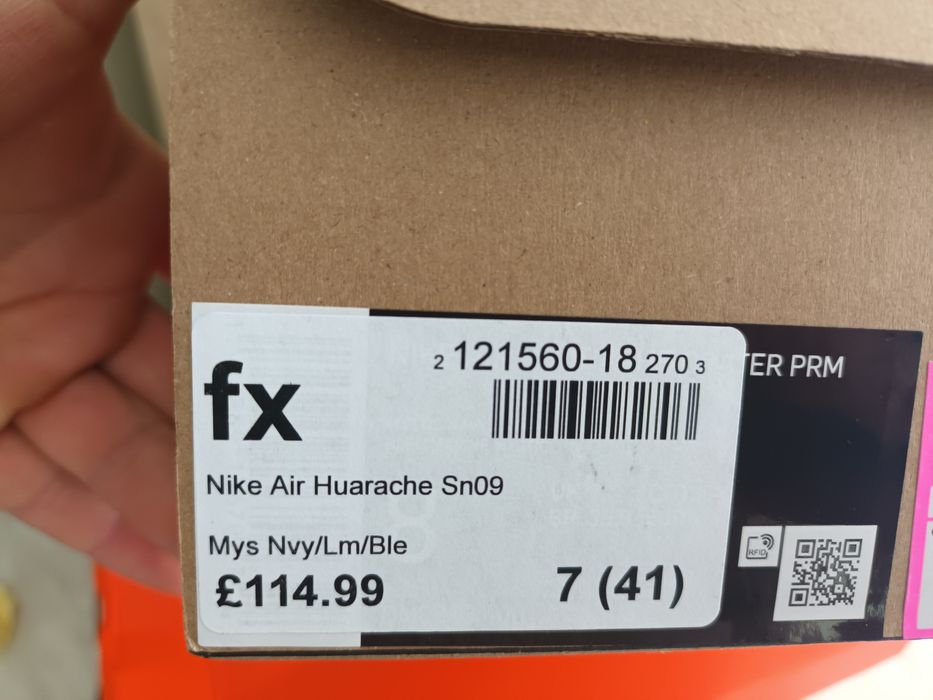 fx
2 121560-18 270 3
Nike Air Huarache Sn09
Mys Nvy/Lm/Ble
£114.99
7 (41)
TER PRM
RFID